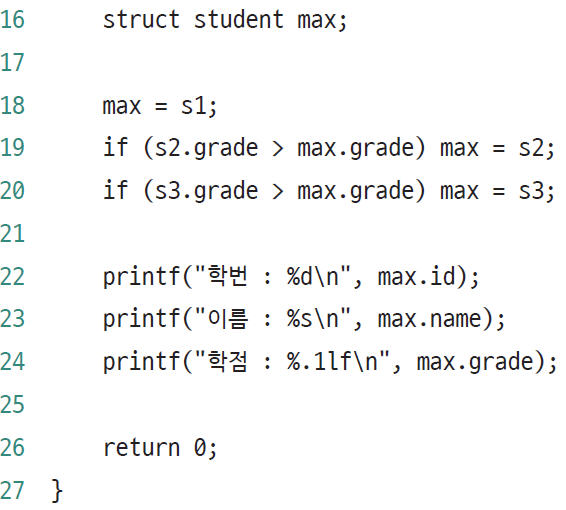 16 struct student max;
17
18 max = s1;
19 if (s2.grade > max.grade) max = s2;
20 if (s3.grade > max.grade) max = s3;
21
22 printf("학번 : %d\n", max.id);
23 printf("이름 : %s\n", max.name);
24 printf("학점 : %.1lf\n", max.grade);
25
26 return 0;
27 }